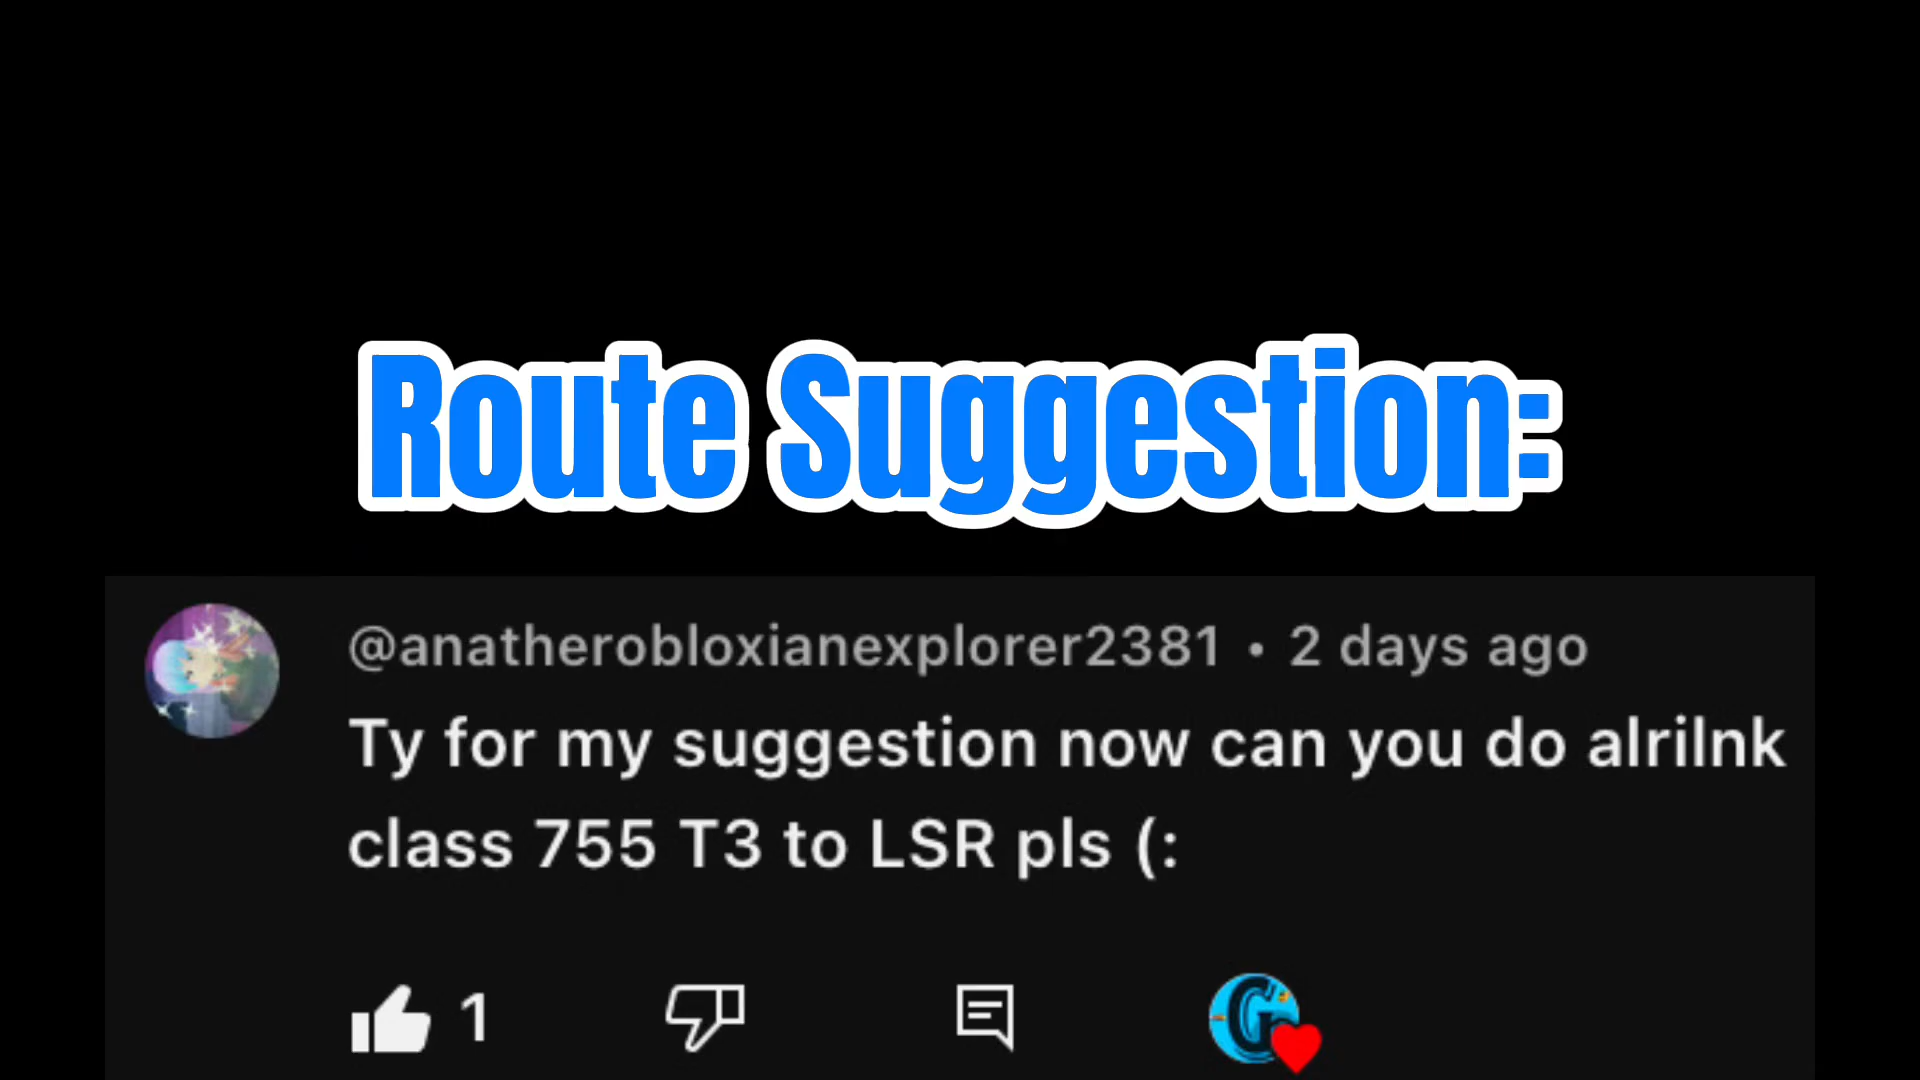 Route Suggestion:
@anatherobloxianexplorer2381 • 2 days ago
Ty for my suggestion now can you do alrilnk
class 755 T3 to LSR pls (:
1
G